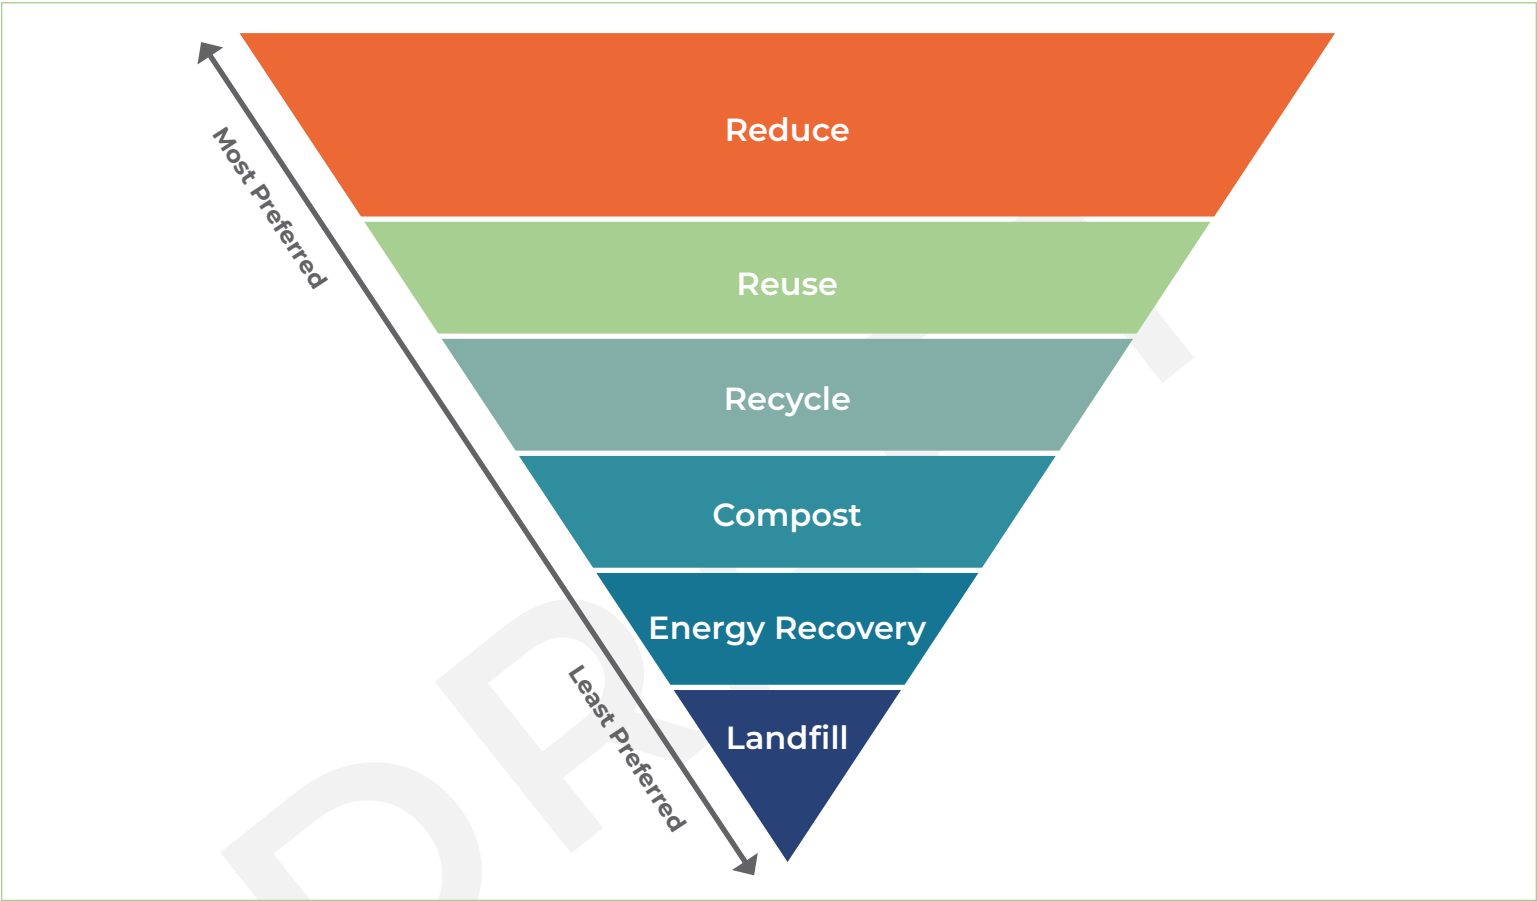 Reduce
Most Preferred
Reuse
Recycle
Compost
Energy Recovery
Least Preferred
Landfill